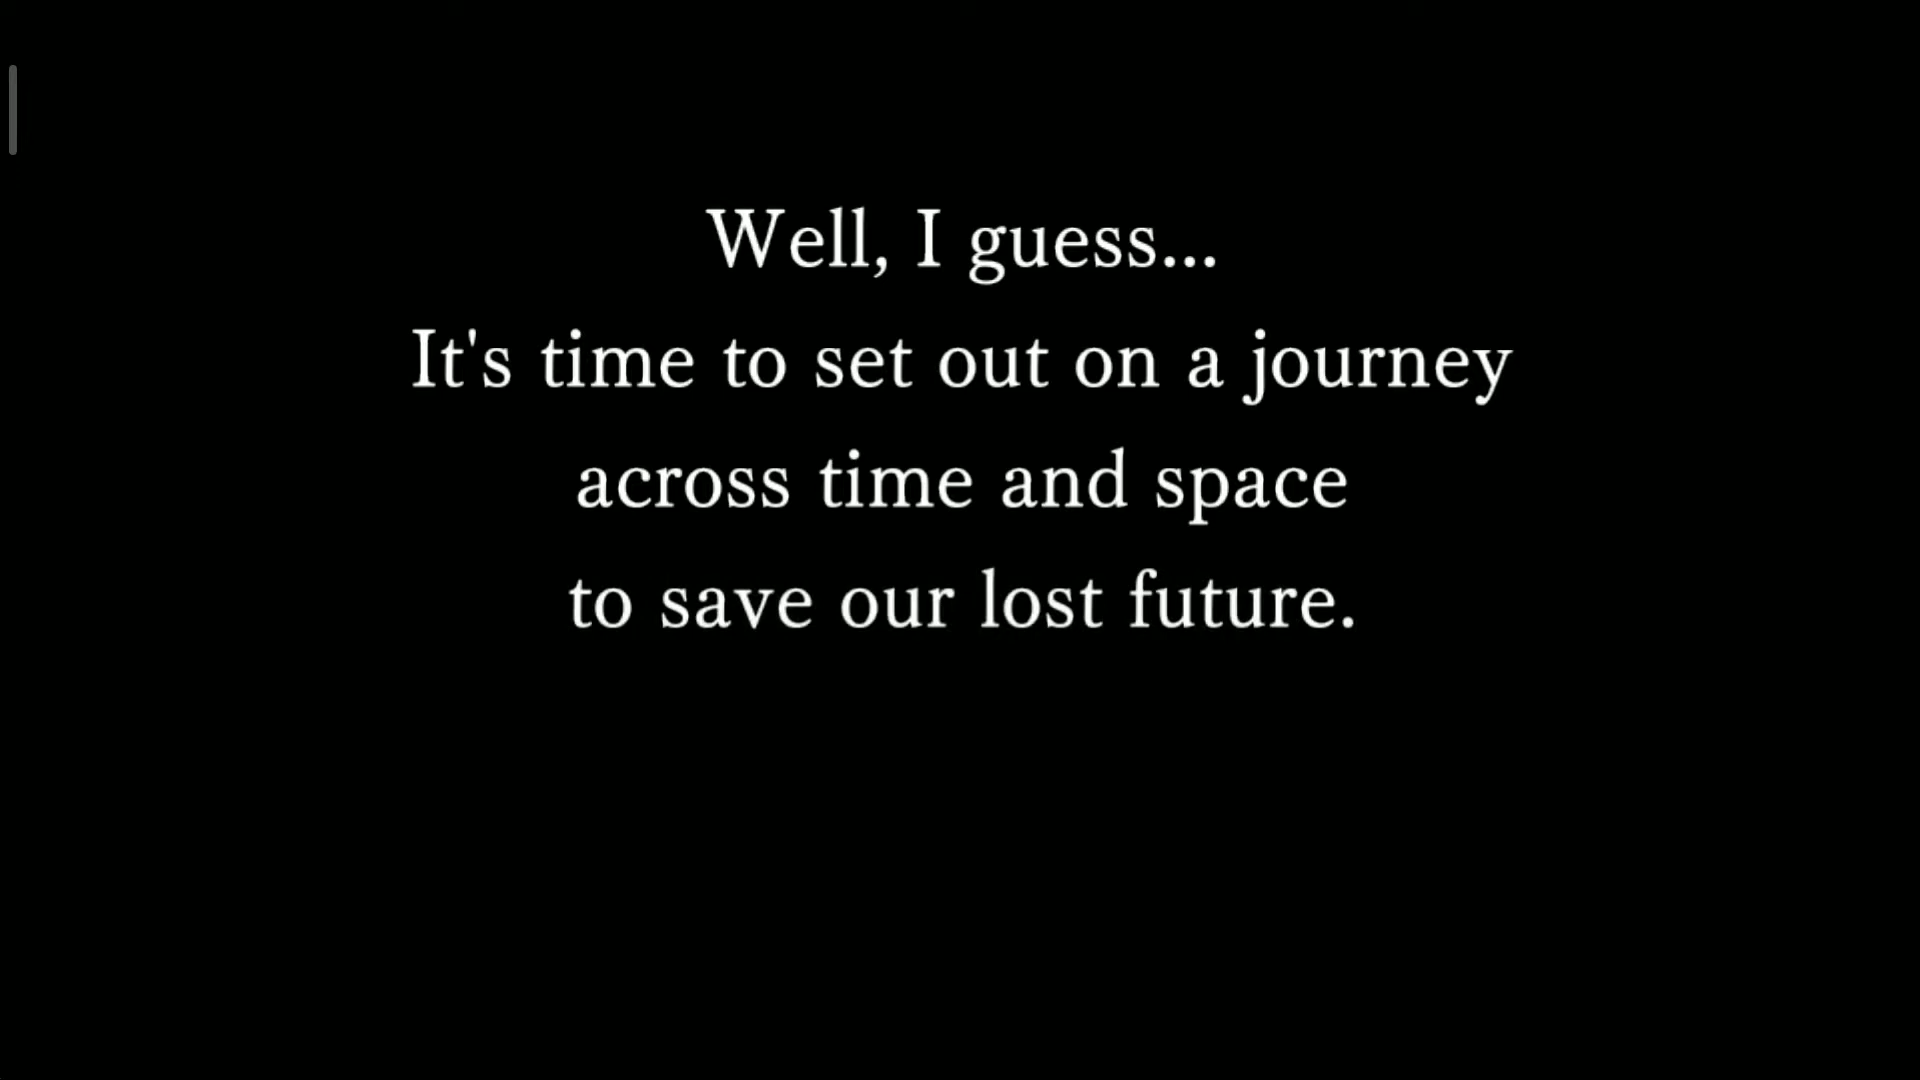 Well, I guess...
It's time to set out on a journey
across time and space
to save our lost future.